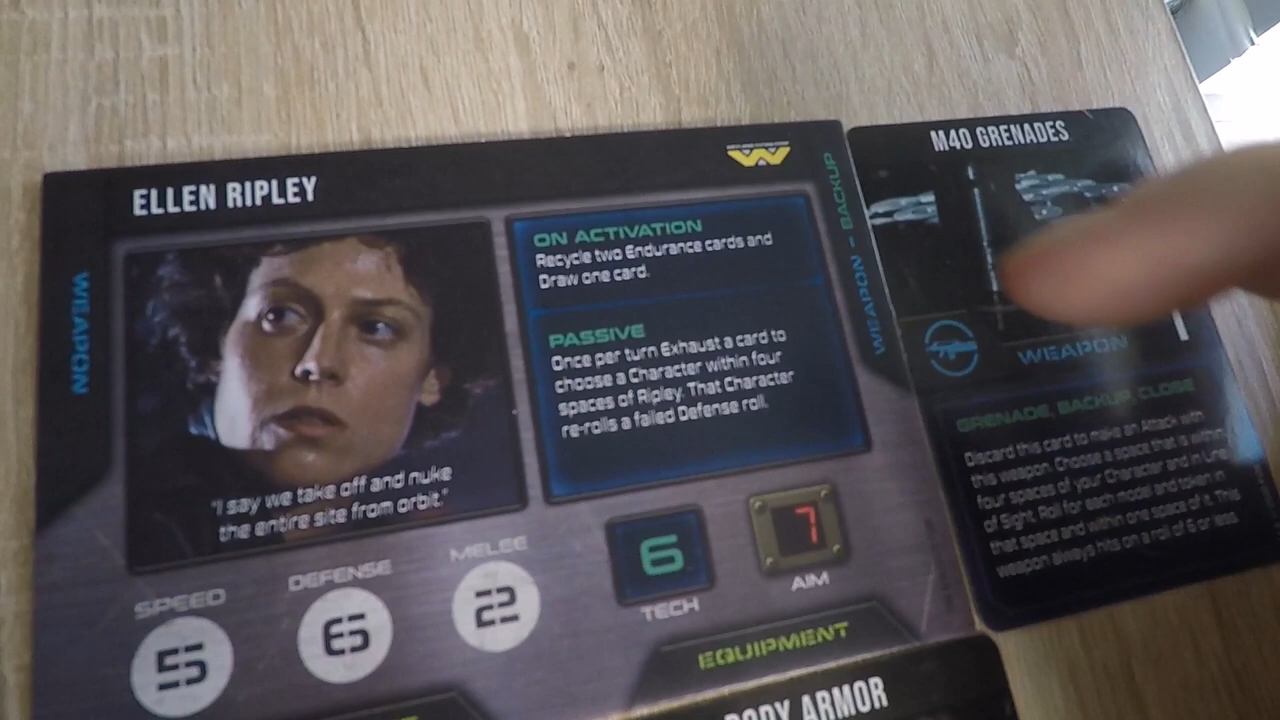 ELLEN RIPLEY
WEAPON
"I say we take off and nuke
the entire site from orbit."
ON ACTIVATION
Recycle two Endurance cards and
Draw one card.
PASSIVE
Once per turn Exhaust a card to
choose a Character within four
spaces of Ripley. That Character
re-rolls a failed Defense roll.
WEAPON - BACKUP
SPEED
5
DEFENSE
6
MELEE
2
6
TECH
7
AIM
EQUIPMENT
BODY ARMOR
M40 GRENADES
WEAPON
1
GRENADE, BACKUP, CLOSE
Discard this card to make an Attack with
this weapon. Choose a space that is within
four spaces of your Character and in Line
of Sight. Roll for each model and token in
that space and within one space of it. This
weapon always hits on a roll of 6 or less.